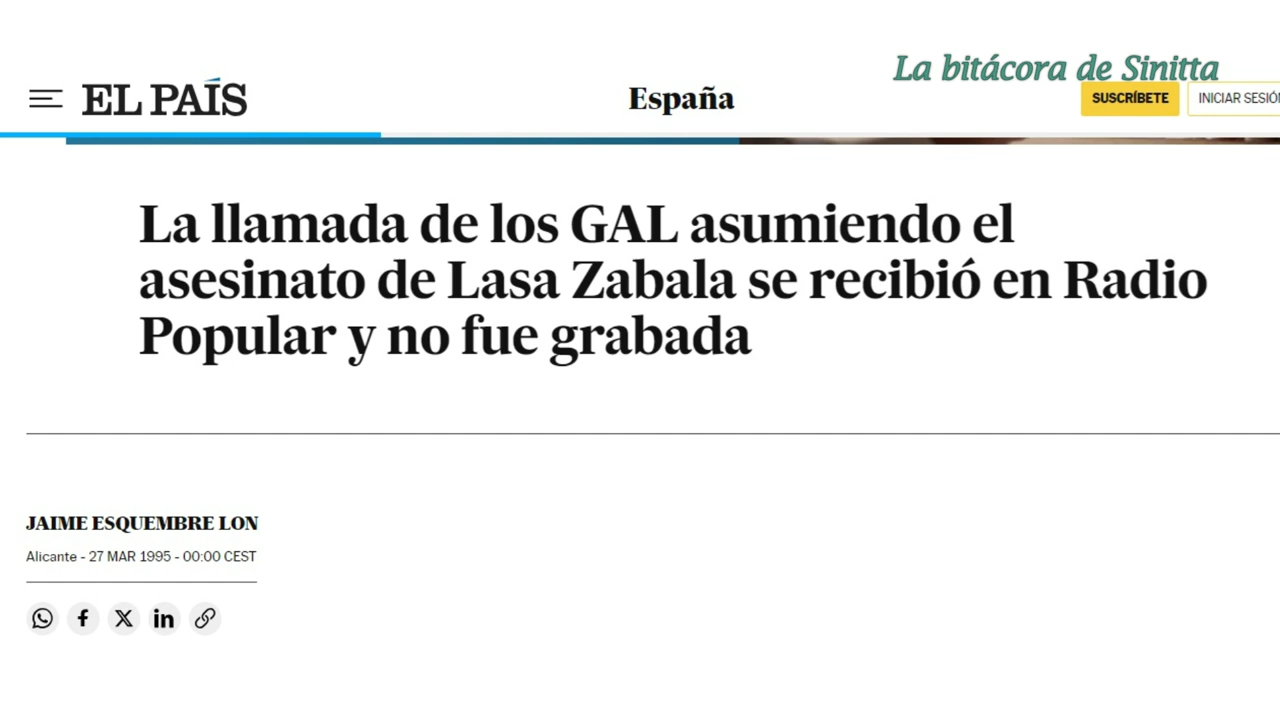 La bitácora de Sinitta
EL PAÍS
España
SUSCRÍBETE
INICIAR SESIÓN
La llamada de los GAL asumiendo el
asesinato de Lasa Zabala se recibió en Radio
Popular y no fue grabada
JAIME ESQUEMBRE LON
Alicante - 27 MAR 1995 - 00:00 CEST